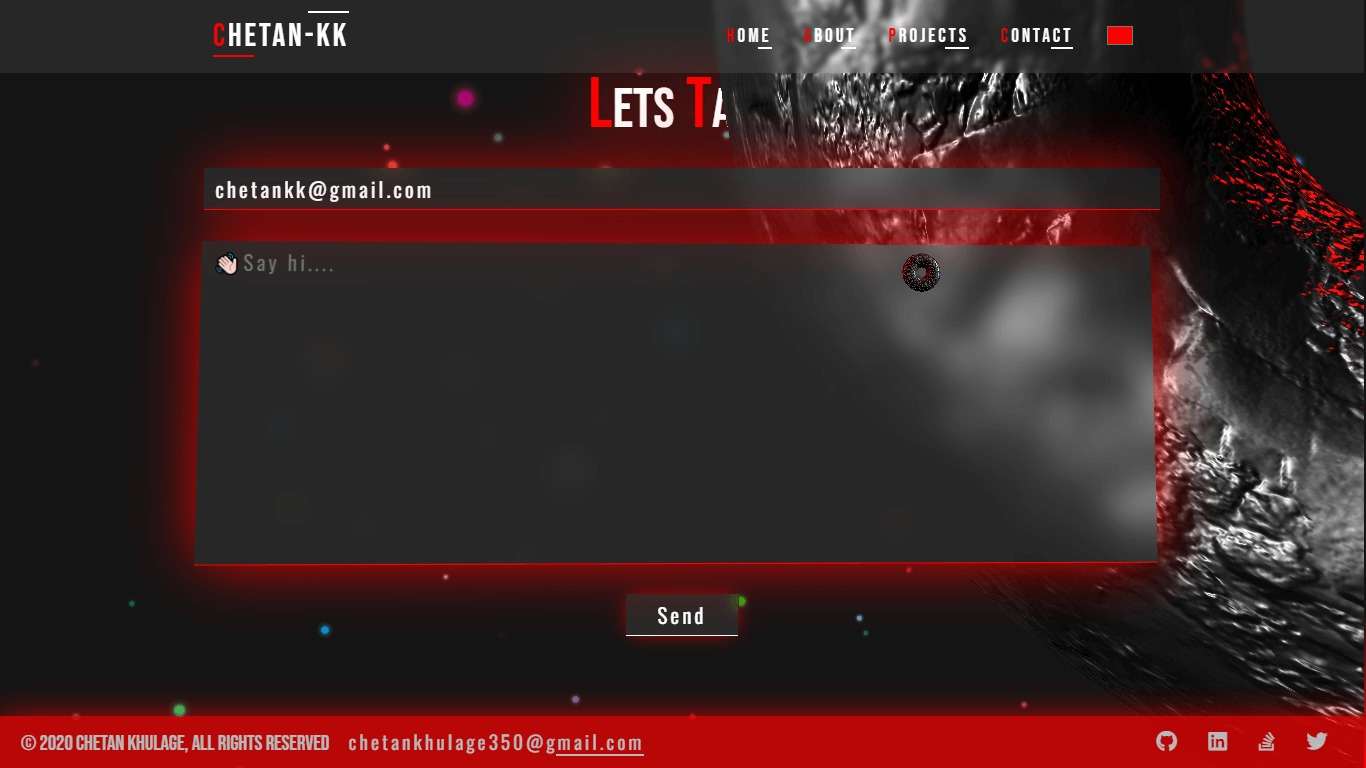 CHETAN-KK
HOME ABOUT PROJECTS CONTACT
LETS
chetankk@gmail.com
👋🏻 Say hi....
Send
© 2020 CHETAN KHULAGE, ALL RIGHTS RESERVED chetankhulage350@gmail.com